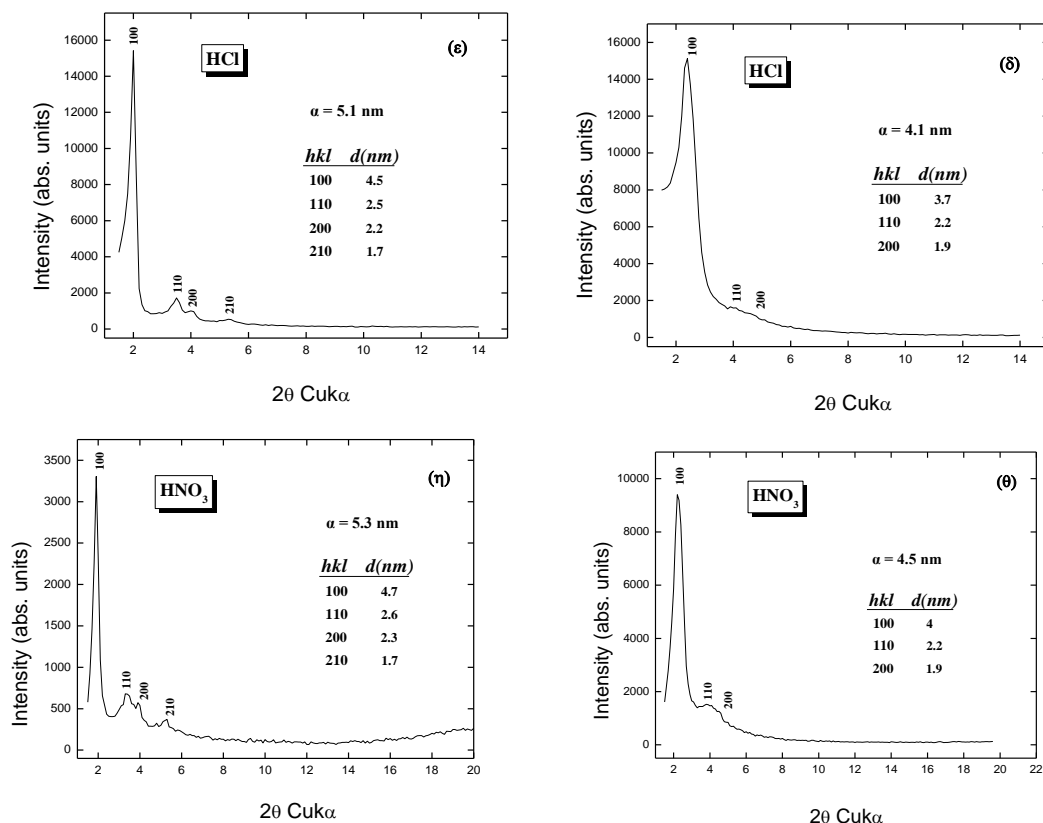 (ε)
HCl
α = 5.1 nm
hkl d(nm)
100 4.5
110 2.5
200 2.2
210 1.7
100
110
200
210
16000
14000
12000
10000
8000
6000
4000
2000
0
Intensity (abs. units)
2 4 6 8 10 12 14
2θ Cukα
(δ)
HCl
α = 4.1 nm
hkl d(nm)
100 3.7
110 2.2
200 1.9
100
110
200
16000
14000
12000
10000
8000
6000
4000
2000
0
Intensity (abs. units)
2 4 6 8 10 12 14
2θ Cukα
(η)
HNO3
α = 5.3 nm
hkl d(nm)
100 4.7
110 2.6
200 2.3
210 1.7
100
110
200
210
3500
3000
2500
2000
1500
1000
500
0
Intensity (abs. units)
2 4 6 8 10 12 14 16 18 20
2θ Cukα
(θ)
HNO3
α = 4.5 nm
hkl d(nm)
100 4
110 2.2
200 1.9
100
110
200
10000
8000
6000
4000
2000
0
Intensity (abs. units)
2 4 6 8 10 12 14 16 18 20 22
2θ Cukα